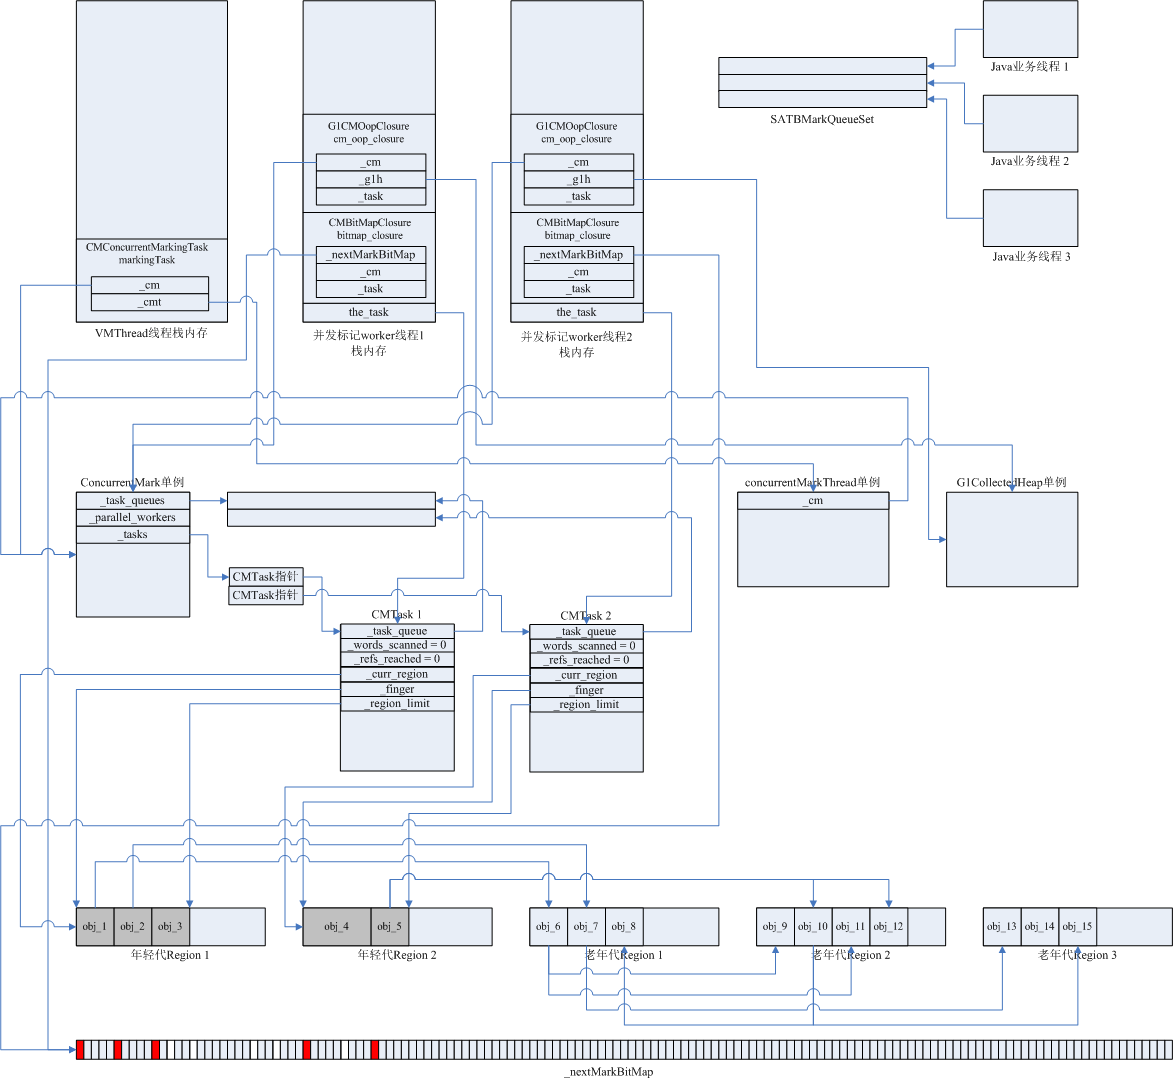 G1CMOopClosure
cm_oop_closure
_cm
_g1h
_task
CMBitMapClosure
bitmap_closure
_nextMarkBitMap
_cm
_task
the_task
并发标记worker线程1
栈内存
G1CMOopClosure
cm_oop_closure
_cm
_g1h
_task
CMBitMapClosure
bitmap_closure
_nextMarkBitMap
_cm
_task
the_task
并发标记worker线程2
栈内存
CMConcurrentMarkingTask
markingTask
_cm
_cmt
VMThread线程栈内存
SATBMarkQueueSet
Java业务线程 1
Java业务线程 2
Java业务线程 3
ConcurrentMark单例
_task_queues
_parallel_workers
_tasks
CMTask指针
CMTask指针
concurrentMarkThread单例
_cm
G1CollectedHeap单例
CMTask 1
_task_queue
_words_scanned = 0
_refs_reached = 0
_curr_region
_finger
_region_limit
CMTask 2
_task_queue
_words_scanned = 0
_refs_reached = 0
_curr_region
_finger
_region_limit
obj_1
obj_2
obj_3
年轻代Region 1
obj_4
obj_5
年轻代Region 2
obj_6
obj_7
obj_8
老年代Region 1
obj_9
obj_10
obj_11
obj_12
老年代Region 2
obj_13
obj_14
obj_15
老年代Region 3
_nextMarkBitMap